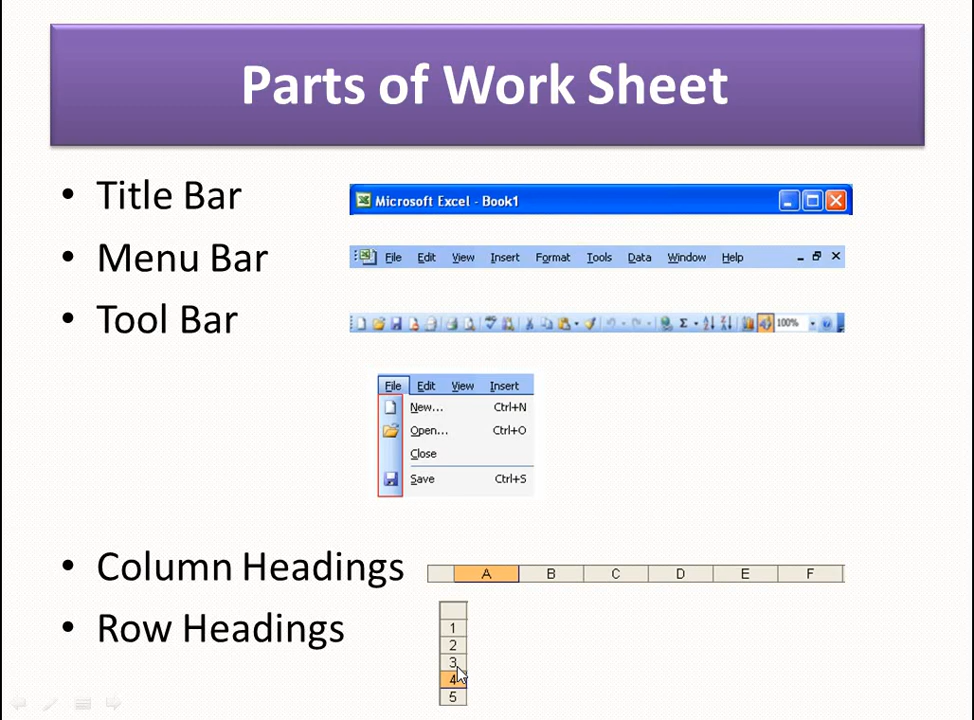 Parts of Work Sheet
• Title Bar
Microsoft Excel - Book1
• Menu Bar
File Edit View Insert Format Tools Data Window Help
• Tool Bar
100%
File Edit View Insert
New... Ctrl+N
Open... Ctrl+O
Close
Save Ctrl+S
• Column Headings
A B C D E F
• Row Headings
1
2
3
4
5